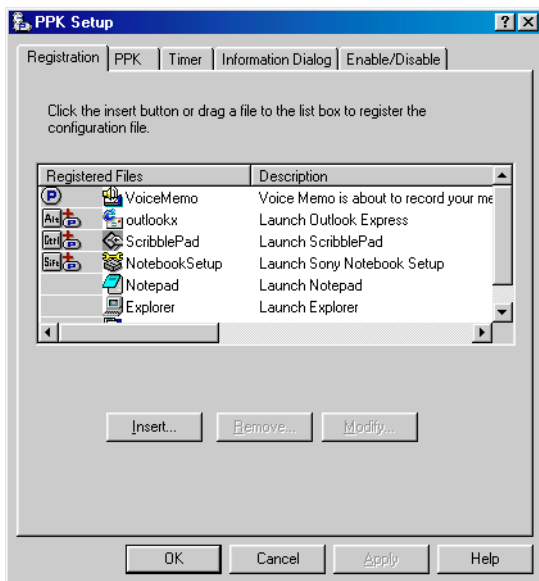 PPK Setup
Registration PPK Timer Information Dialog Enable/Disable
Click the insert button or drag a file to the list box to register the
configuration file.
Registered Files Description
P VoiceMemo Voice Memo is about to record your me
Alt + P outlookx Launch Outlook Express
Ctrl + P ScribblePad Launch ScribblePad
Sift + P NotebookSetup Launch Sony Notebook Setup
Notepad Launch Notepad
Explorer Launch Explorer
Insert... Remove... Modify...
OK Cancel Apply Help